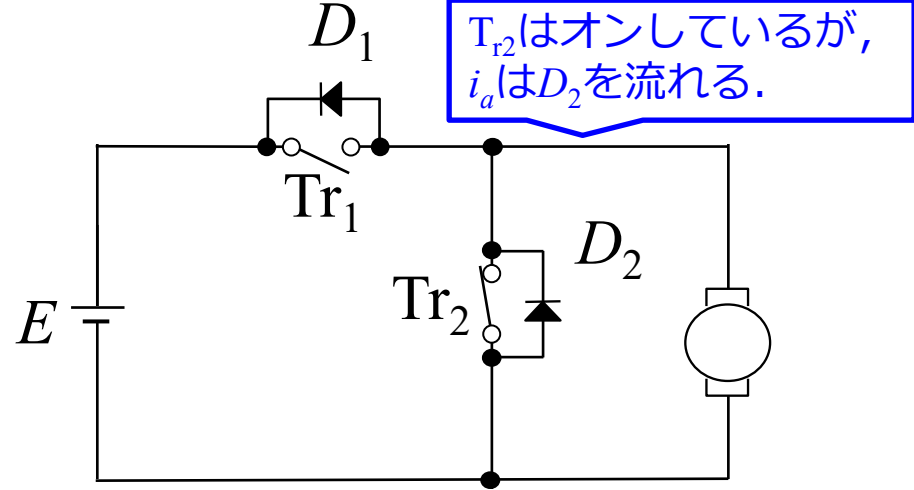 D₁
Tr2はオンしているが,
iaはD2を流れる.
Tr₁
D₂
Tr₂
E